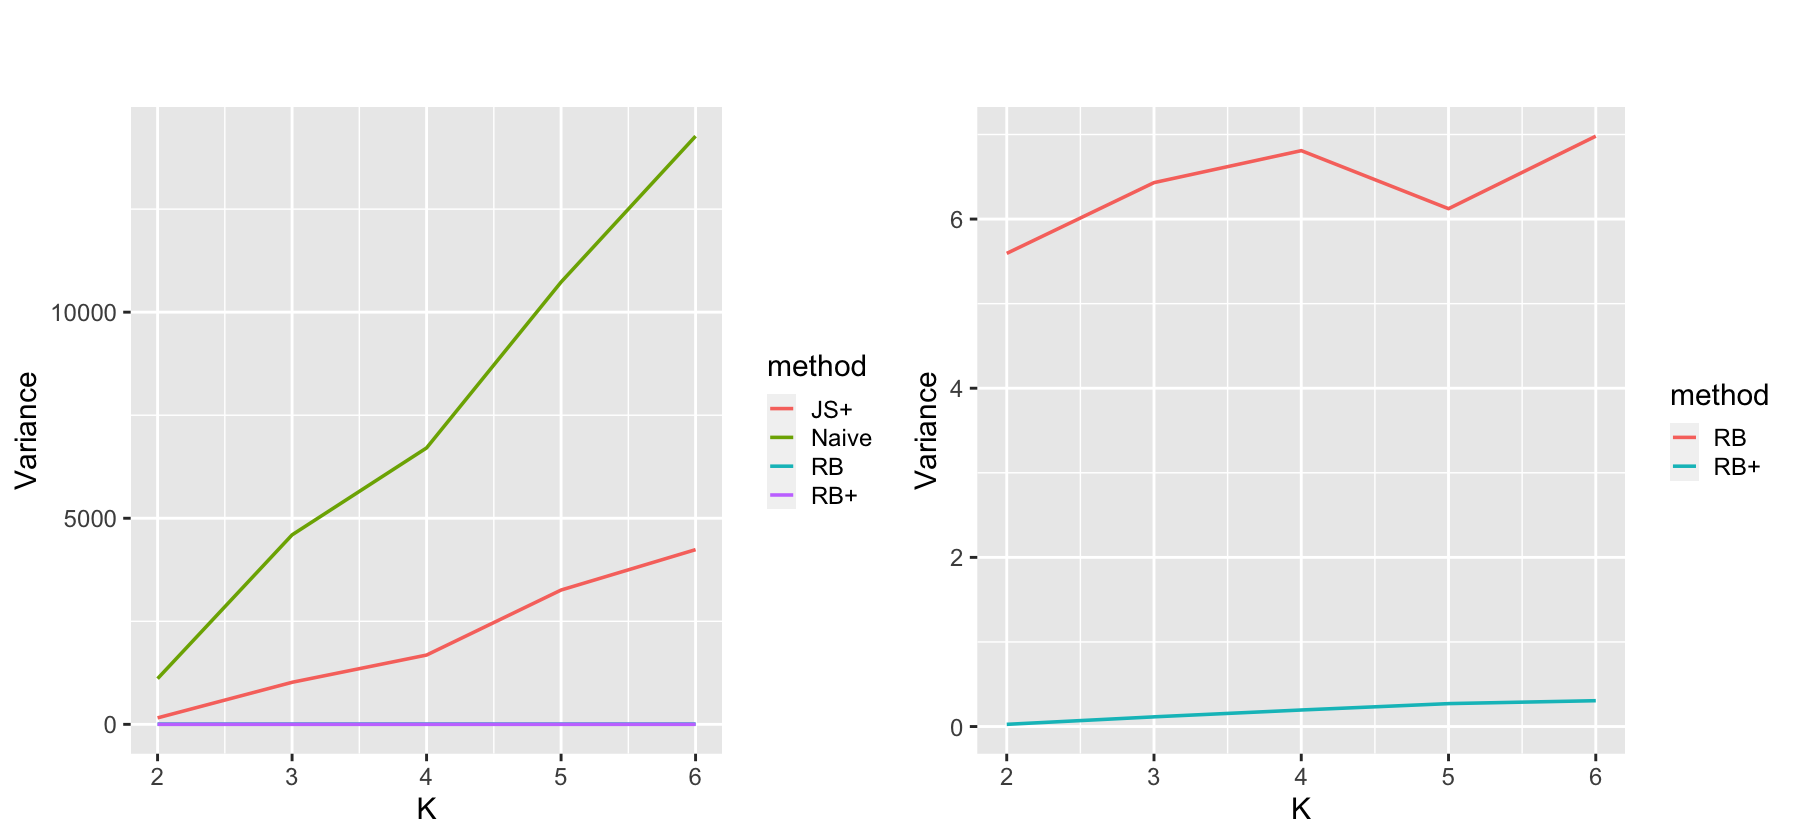 Variance
10000
5000
0
2 3 4 5 6
K
method
JS+
Naive
RB
RB+
Variance
6
4
2
0
2 3 4 5 6
K
method
RB
RB+